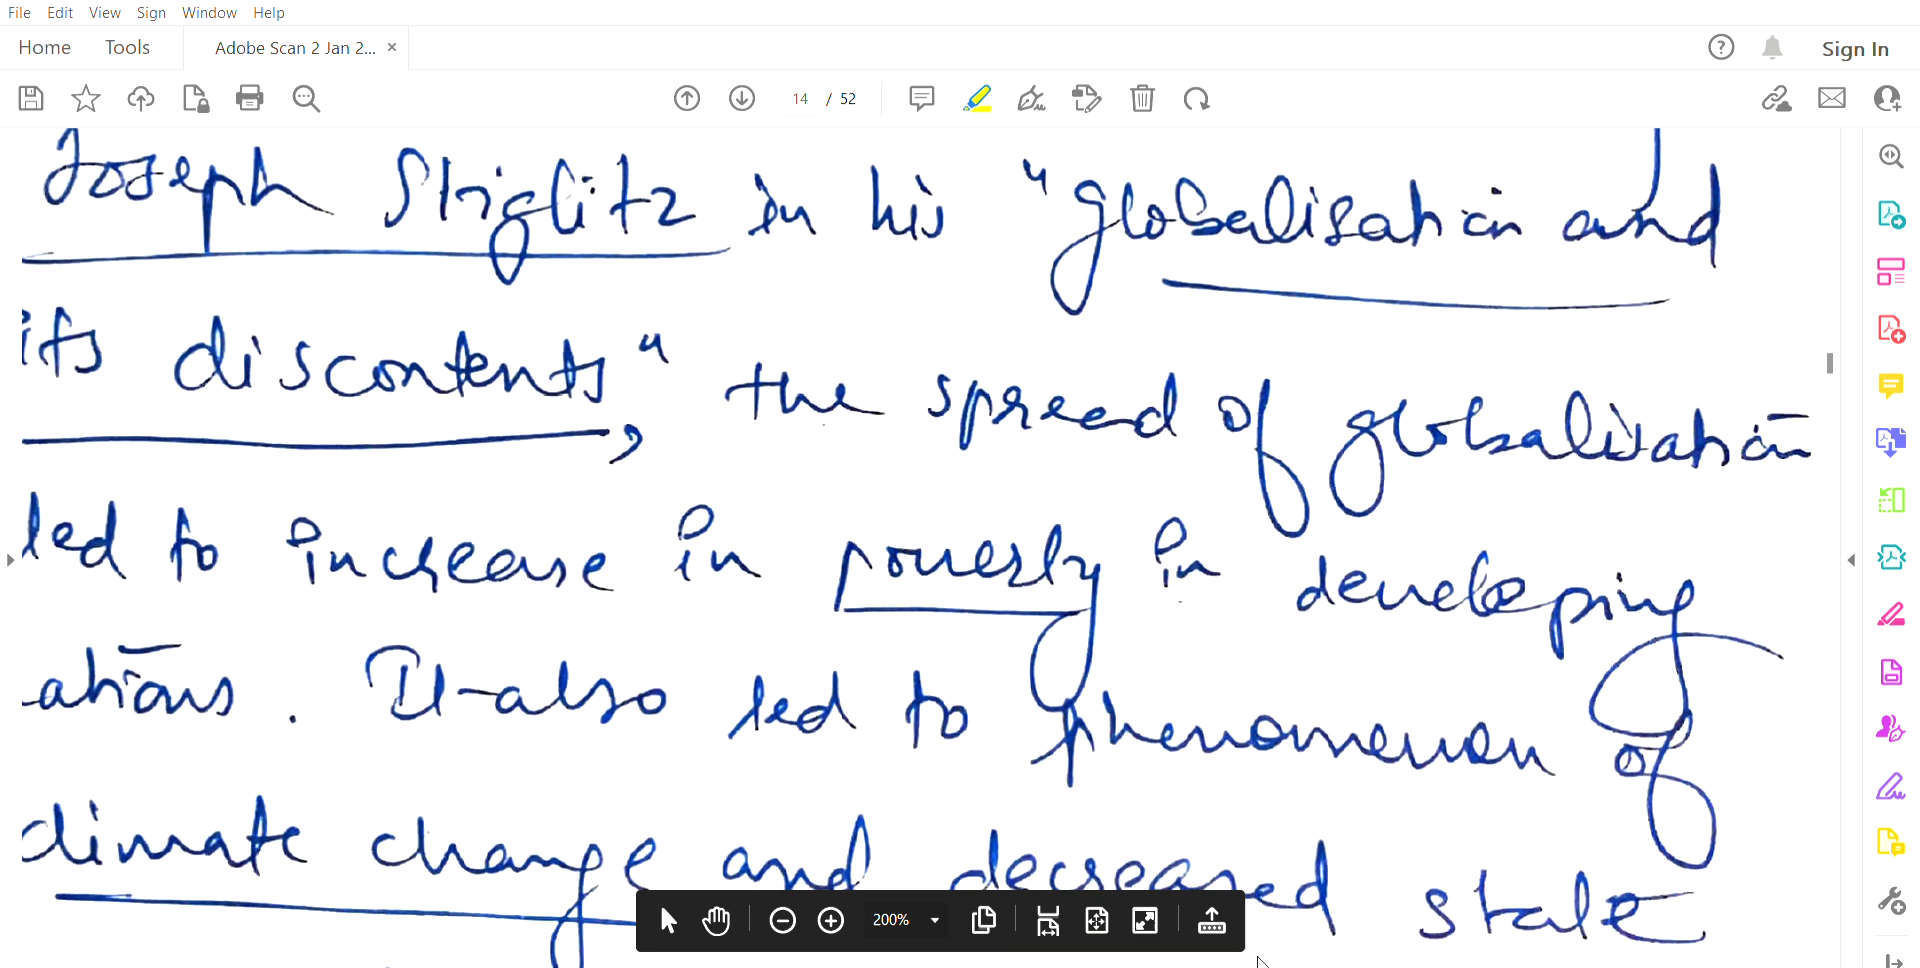 File Edit View Sign Window Help
Home Tools Adobe Scan 2 Jan 2... × Sign In
14 / 52
Joseph Stiglitz in his "globalisation and
its discontents", the spread of globalisation
led to increase in poverty in developing
ations. It also led to phenomenon of
climate change and decreased state
200%